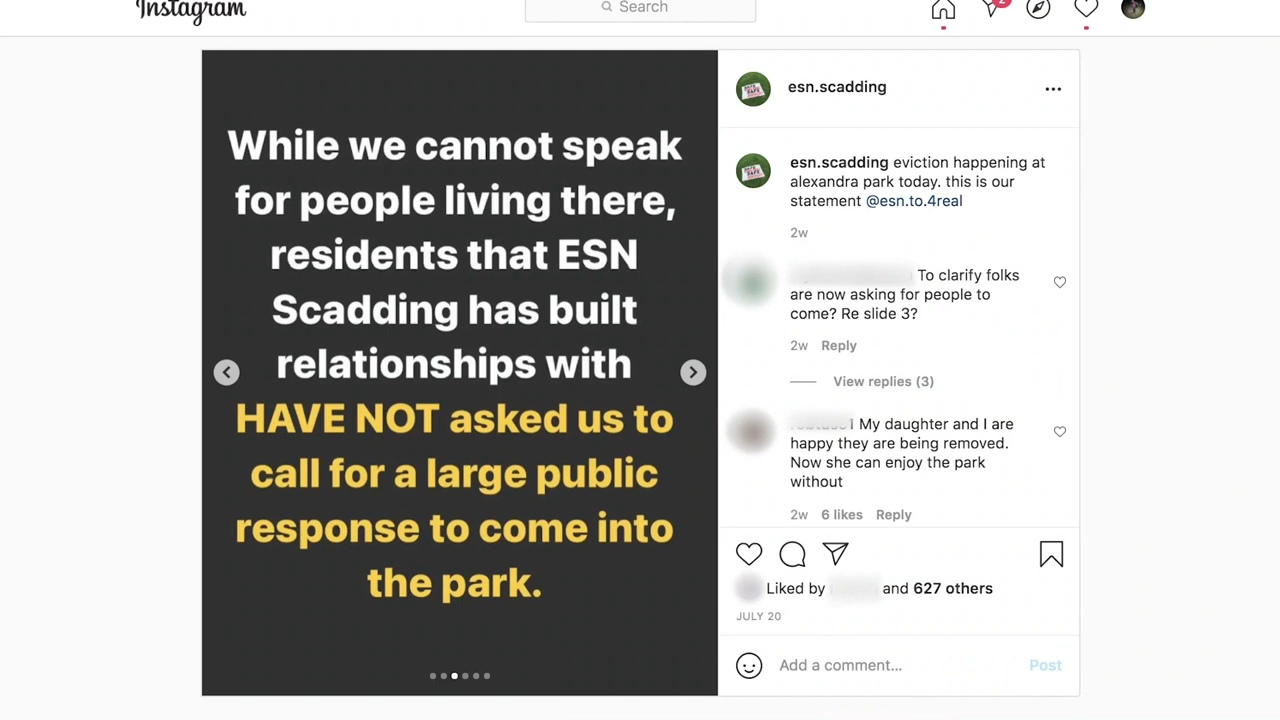 Instagram
Search
2
While we cannot speak
for people living there,
residents that ESN
Scadding has built
relationships with
HAVE NOT asked us to
call for a large public
response to come into
the park.
esn.scadding
esn.scadding eviction happening at
alexandra park today. this is our
statement @esn.to.4real
2w
To clarify folks
are now asking for people to
come? Re slide 3?
2w Reply
View replies (3)
My daughter and I are
happy they are being removed.
Now she can enjoy the park
without
2w 6 likes Reply
Liked by and 627 others
JULY 20
Add a comment... Post